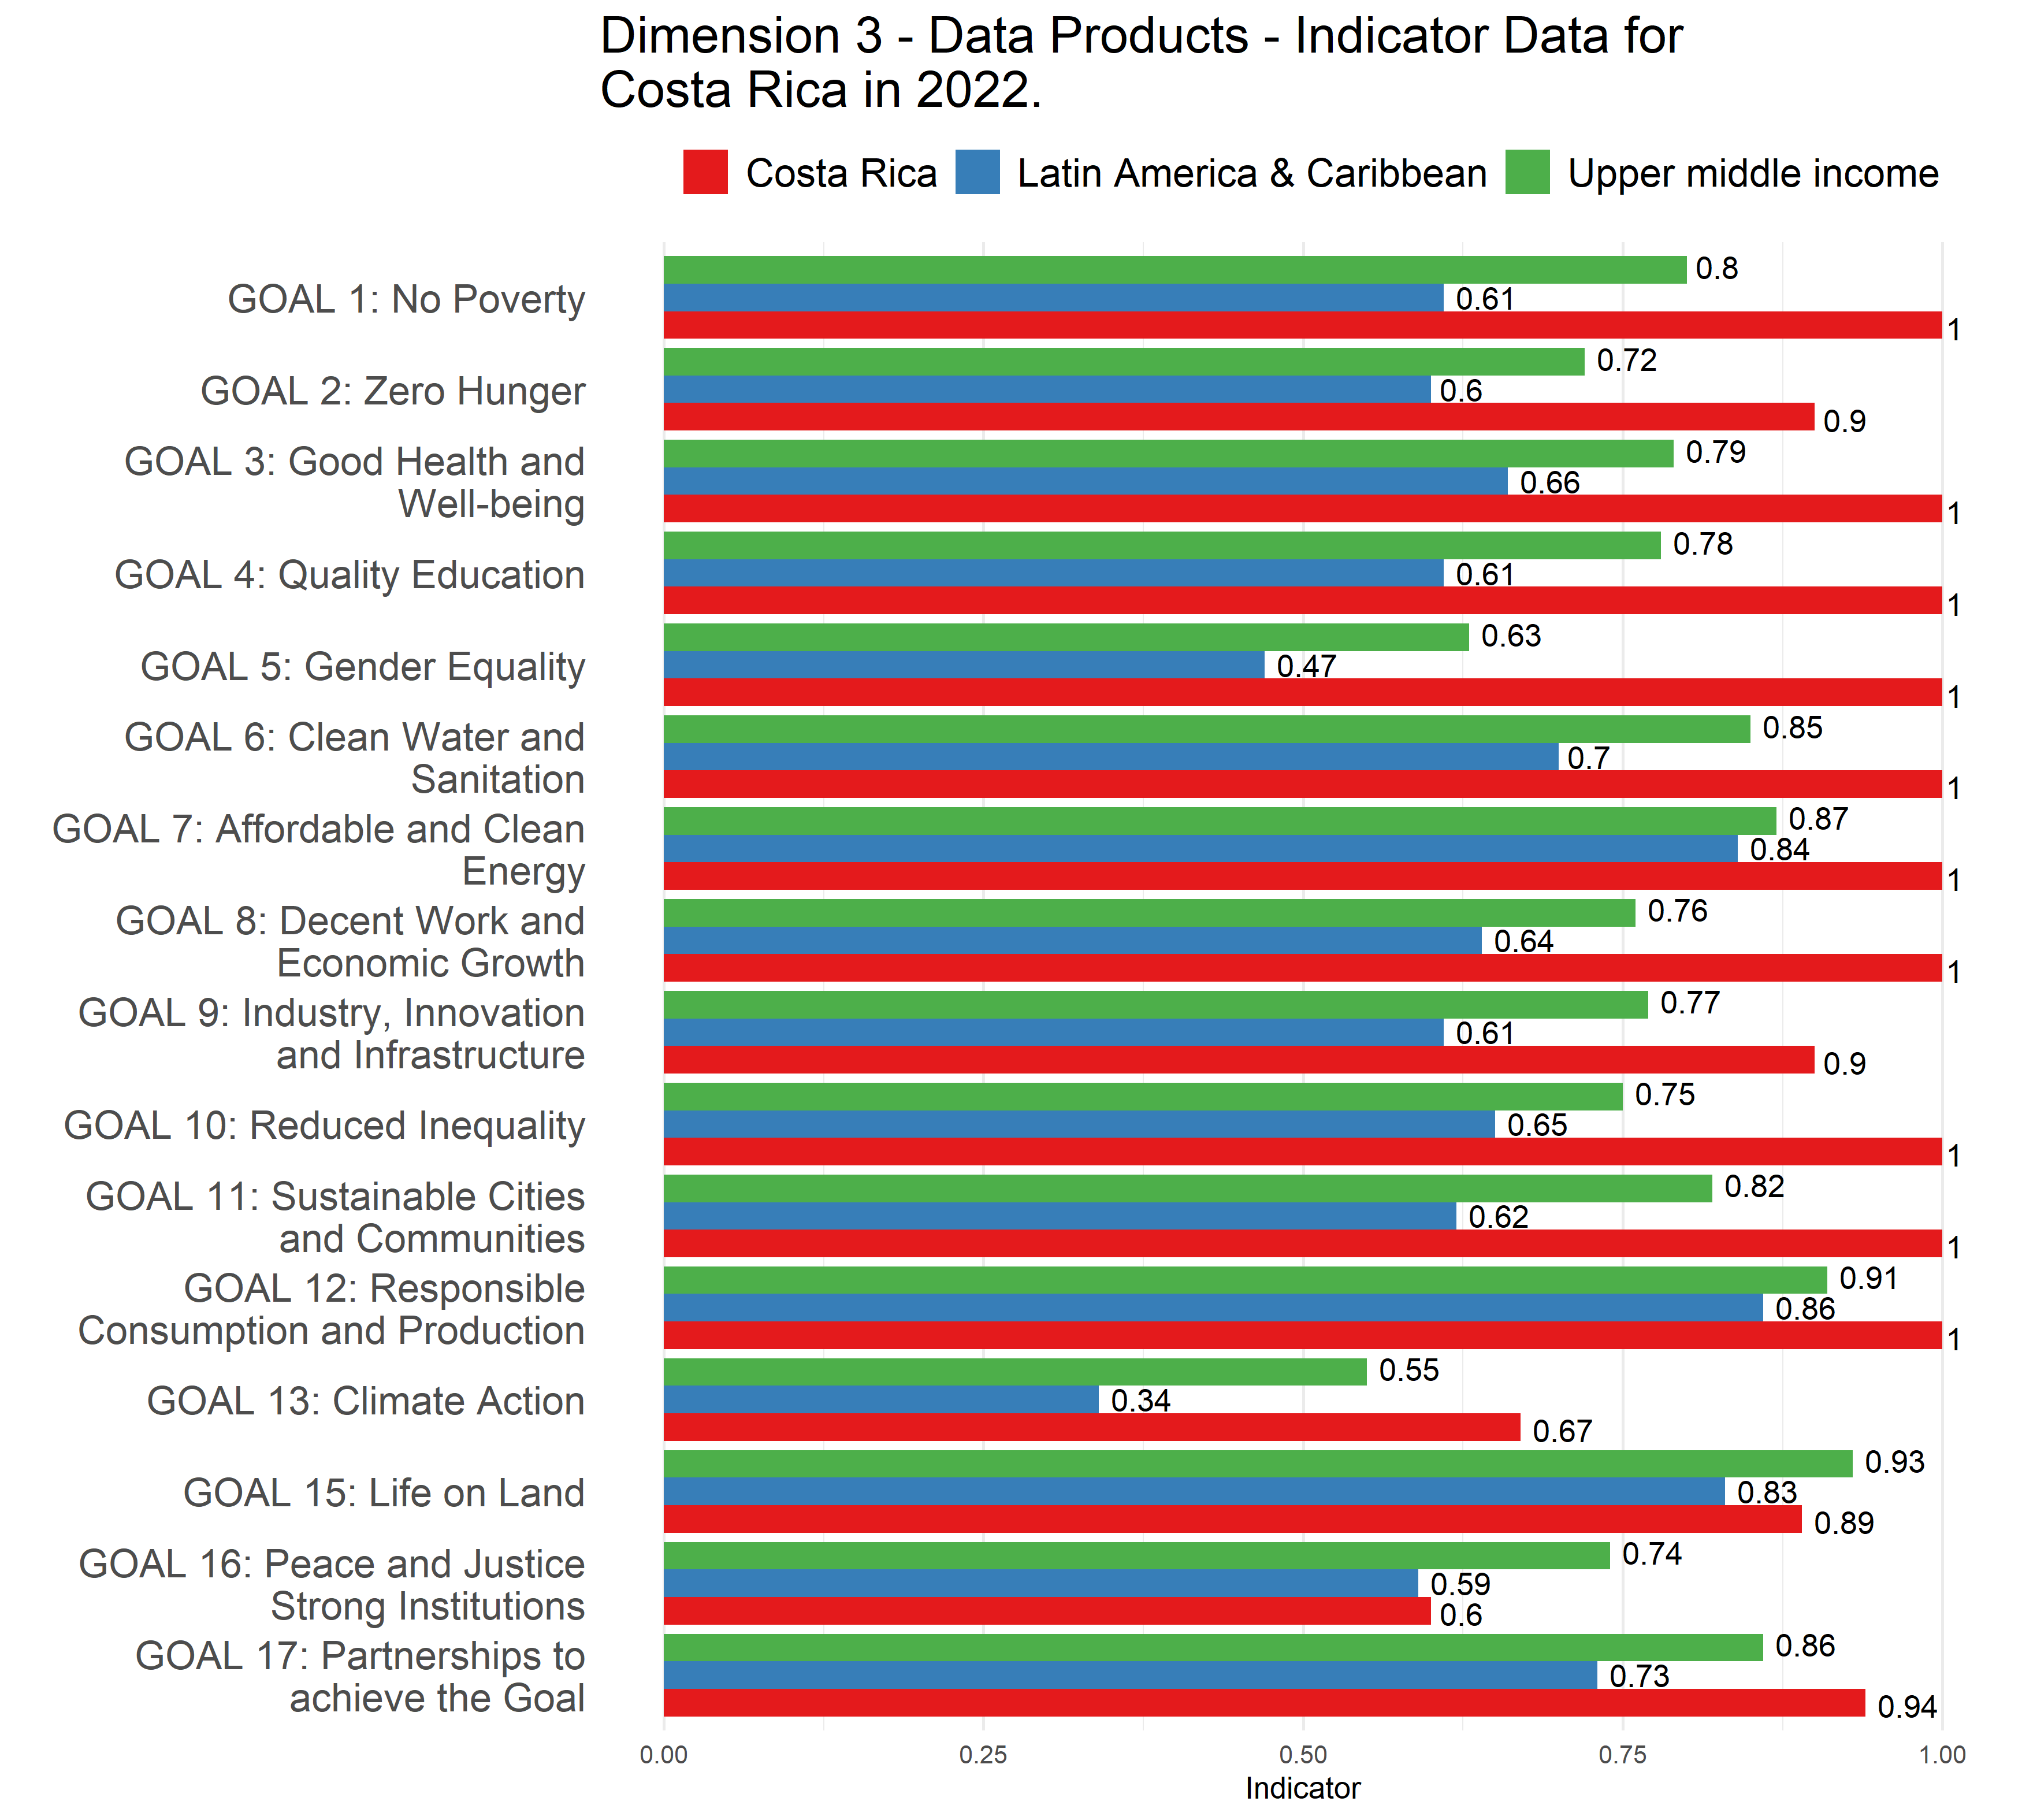 Dimension 3 - Data Products - Indicator Data for
Costa Rica in 2022.
Costa Rica Latin America & Caribbean Upper middle income
GOAL 1: No Poverty
0.8
0.61
1
GOAL 2: Zero Hunger
0.72
0.6
0.9
GOAL 3: Good Health and
Well-being
0.79
0.66
1
GOAL 4: Quality Education
0.78
0.61
1
GOAL 5: Gender Equality
0.63
0.47
1
GOAL 6: Clean Water and
Sanitation
0.85
0.7
1
GOAL 7: Affordable and Clean
Energy
0.87
0.84
1
GOAL 8: Decent Work and
Economic Growth
0.76
0.64
1
GOAL 9: Industry, Innovation
and Infrastructure
0.77
0.61
0.9
GOAL 10: Reduced Inequality
0.75
0.65
1
GOAL 11: Sustainable Cities
and Communities
0.82
0.62
1
GOAL 12: Responsible
Consumption and Production
0.91
0.86
1
GOAL 13: Climate Action
0.55
0.34
0.67
GOAL 15: Life on Land
0.93
0.83
0.89
GOAL 16: Peace and Justice
Strong Institutions
0.74
0.59
0.6
GOAL 17: Partnerships to
achieve the Goal
0.86
0.73
0.94
0.00 0.25 0.50 0.75 1.00
Indicator